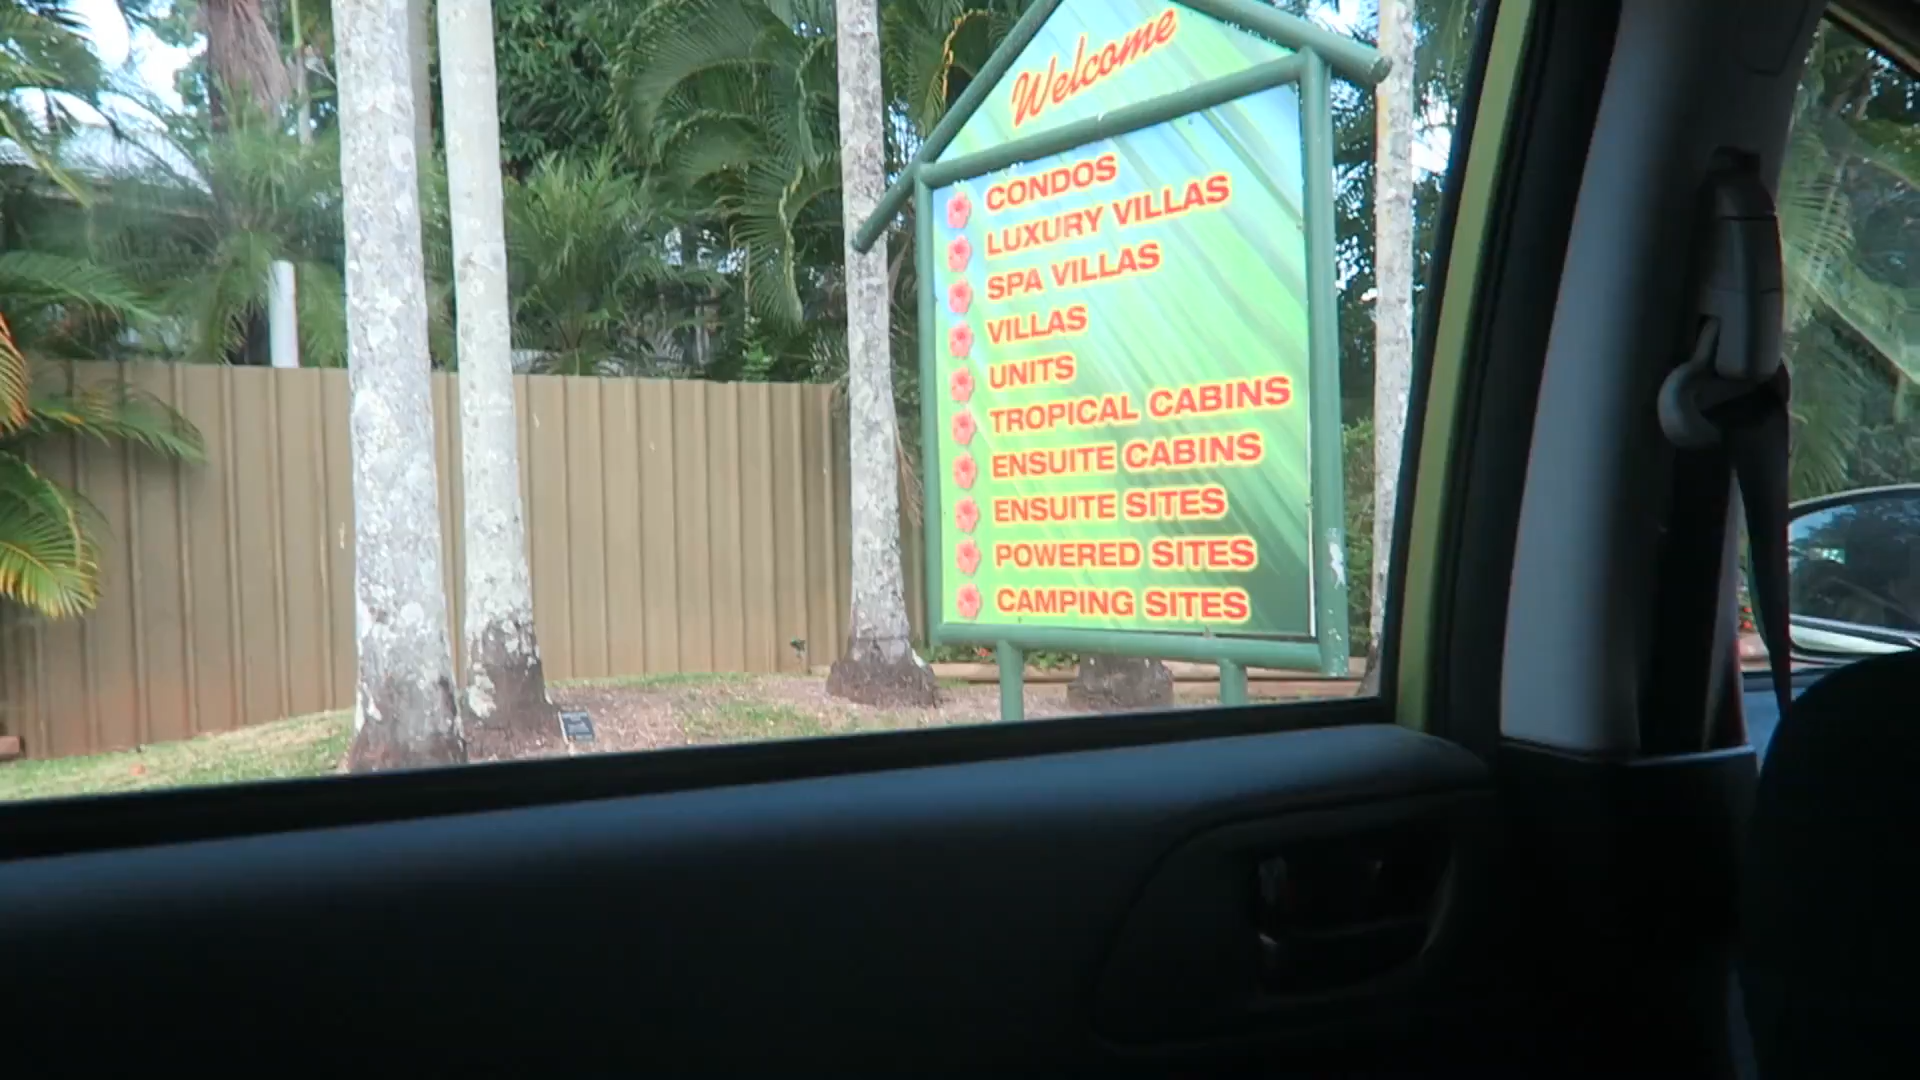 Welcome
CONDOS
LUXURY VILLAS
SPA VILLAS
VILLAS
UNITS
TROPICAL CABINS
ENSUITE CABINS
ENSUITE SITES
POWERED SITES
CAMPING SITES